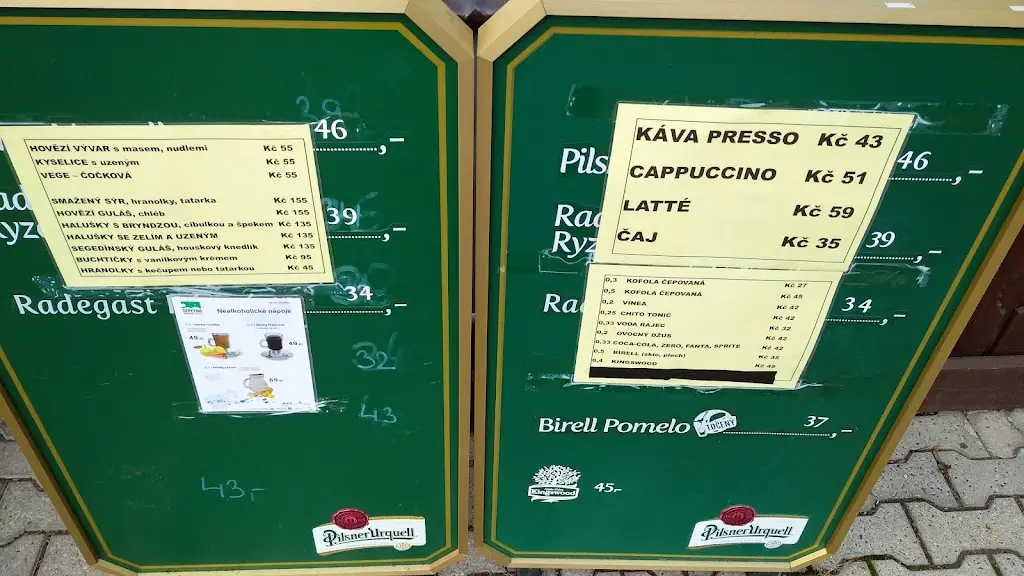 46
HOVĚZÍ VÝVAR s masem, nudlemi Kč 55
KYSELICE s uzeným Kč 55
VEGE – ČOČKOVÁ Kč 55
SMAŽENÝ SÝR, hranolky, tatarka Kč 155
HOVĚZÍ GULÁŠ, chléb Kč 155
HALUŠKY S BRYNDZOU, cibulkou a špekem Kč 135
HALUŠKY SE ZELÍM A UZENÝM Kč 135
SEGEDÍNSKÝ GULÁŠ, houskový knedlík Kč 135
BUCHTIČKY s vanilkovým krémem Kč 95
HRANOLKY s kečupem nebo tatarkou Kč 45
39
Radegast 34
Nealkoholické nápoje
49
49
69
32
43
43,-
Pilsner Urquell
KÁVA PRESSO Kč 43
CAPPUCCINO Kč 51
LATTÉ Kč 59
ČAJ Kč 35
Pils 46
Ra
Ryz 39
0,3 KOFOLA ČEPOVANÁ Kč 27
0,5 KOFOLA ČEPOVANÁ Kč 45
0,2 VINEA Kč 42
0,25 CHITO TONIC Kč 42
0,33 VODA RAJEC Kč 32
0,2 OVOCNÝ DŽUS Kč 42
0,33 COCA-COLA, ZERO, FANTA, SPRITE Kč 42
0,5 BIRELL (sklo, plech) Kč 35
0,4 KINGSWOOD Kč 49
Ra 34
Birell Pomelo TOČENÝ 37
Kingswood 45,-
Pilsner Urquell